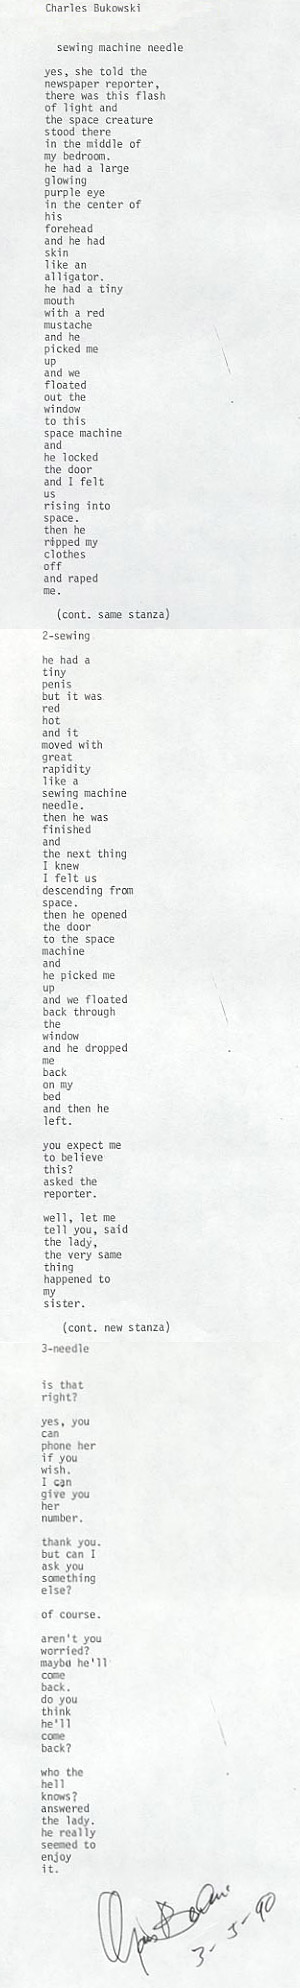 Charles Bukowski
sewing machine needle
yes, she told the
newspaper reporter,
there was this flash
of light and
the space creature
stood there
in the middle of
my bedroom.
he had a large
glowing
purple eye
in the center of
his
forehead
and he had
skin
like an
alligator.
he had a tiny
mouth
with a red
mustache
and he
picked me
up
and we
floated
out the
window
to this
space machine
and
he locked
the door
and I felt
us
rising into
space.
then he
ripped my
clothes
off
and raped
me.
(cont. same stanza)
2-sewing
he had a
tiny
penis
but it was
red
hot
and it
moved with
great
rapidity
like a
sewing machine
needle.
then he was
finished
and
the next thing
I knew
I felt us
descending from
space.
then he opened
the door
to the space
machine
and
he picked me
up
and we floated
back through
the
window
and he dropped
me
back
on my
bed
and then he
left.
you expect me
to believe
this?
asked the
reporter.
well, let me
tell you, said
the lady,
the very same
thing
happened to
my
sister.
(cont. new stanza)
3-needle
is that
right?
yes, you
can
phone her
if you
wish.
I can
give you
her
number.
thank you.
but can I
ask you
something
else?
of course.
aren't you
worried?
maybe he'll
come
back.
do you
think
he'll
come
back?
who the
hell
knows?
answered
the lady.
he really
seemed to
enjoy
it.
3-5-90